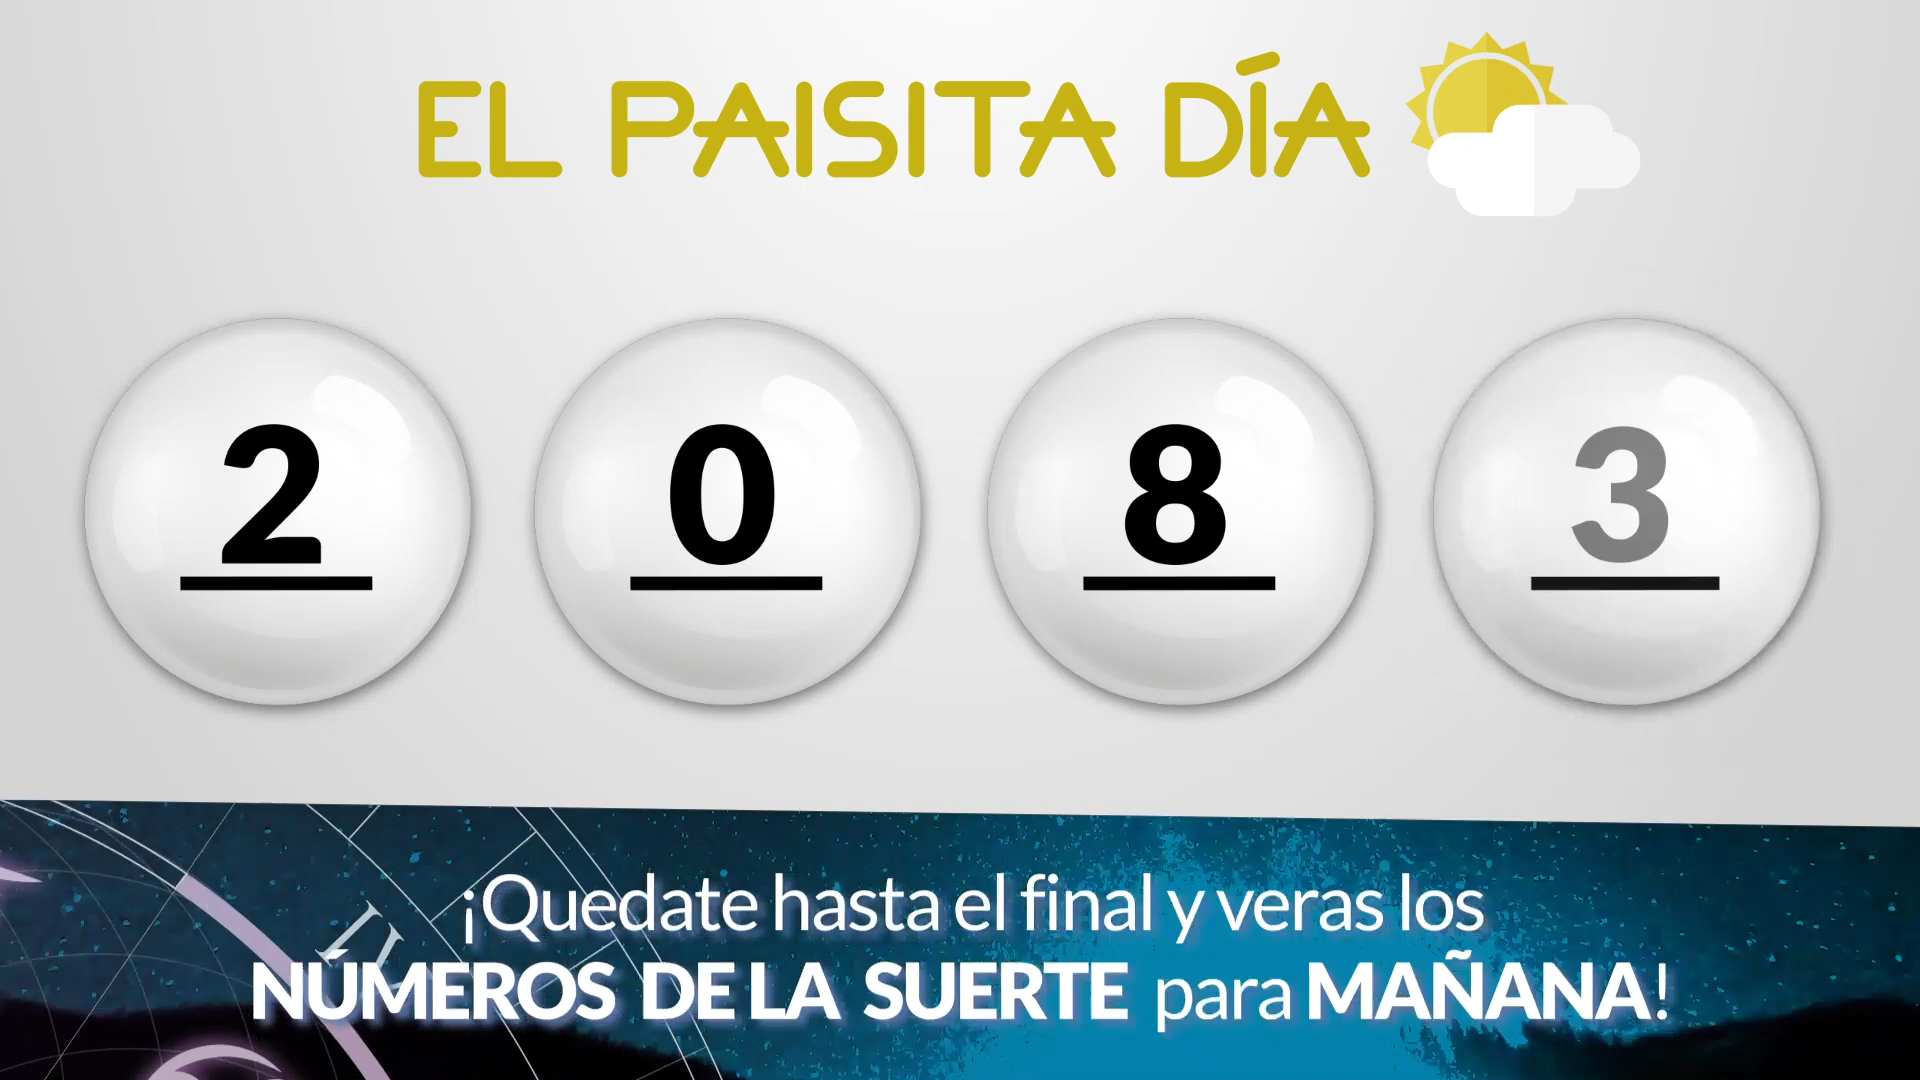 EL PAISITA DÍA
2 0 8 3
¡Quedate hasta el final y veras los
NÚMEROS DE LA SUERTE para MAÑANA!